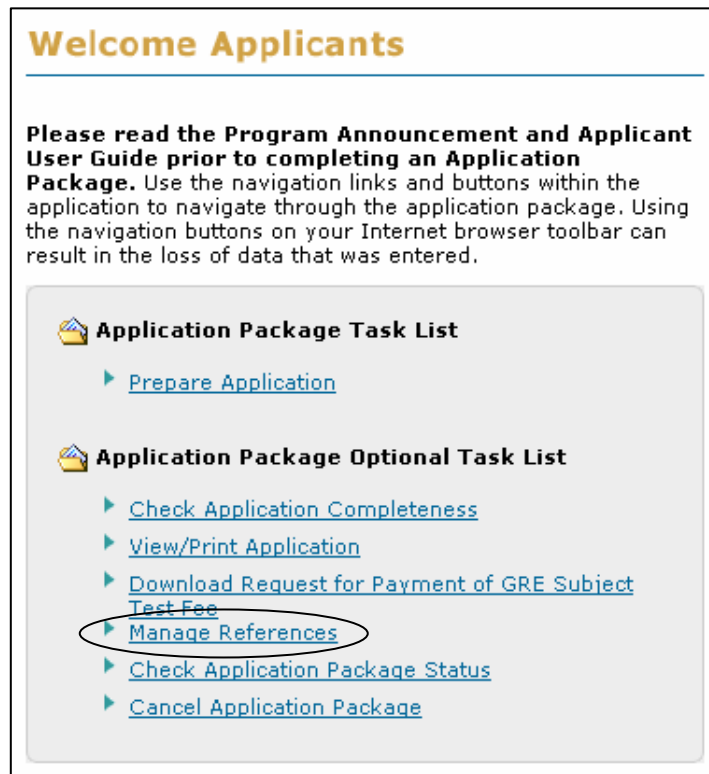 Welcome Applicants
Please read the Program Announcement and Applicant
User Guide prior to completing an Application
Package. Use the navigation links and buttons within the
application to navigate through the application package. Using
the navigation buttons on your Internet browser toolbar can
result in the loss of data that was entered.
Application Package Task List
Prepare Application
Application Package Optional Task List
Check Application Completeness
View/Print Application
Download Request for Payment of GRE Subject
Test Fee
Manage References
Check Application Package Status
Cancel Application Package